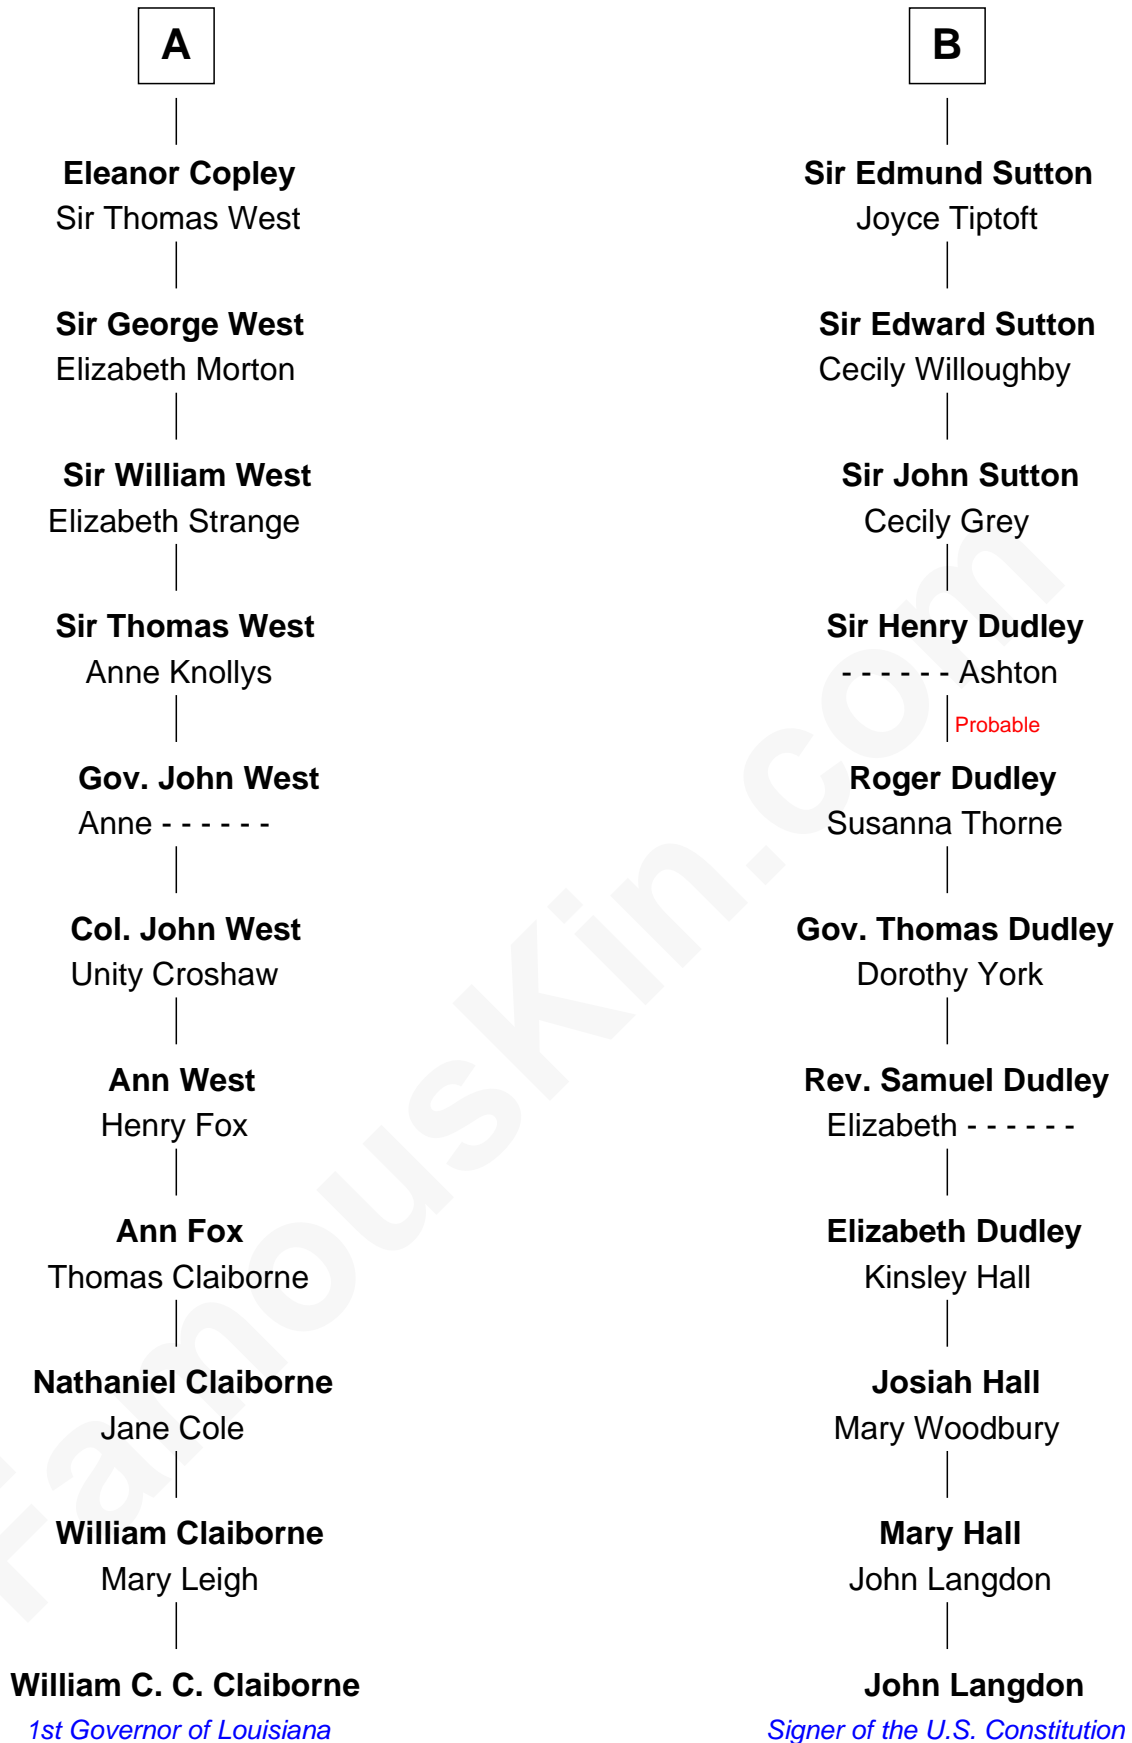 A
Eleanor Copley
Sir Thomas West
Sir George West
Elizabeth Morton
Sir William West
Elizabeth Strange
Sir Thomas West
Anne Knollys
Gov. John West
Anne - - - - - -
Col. John West
Unity Croshaw
Ann West
Henry Fox
Ann Fox
Thomas Claiborne
Nathaniel Claiborne
Jane Cole
William Claiborne
Mary Leigh
William C. C. Claiborne
1st Governor of Louisiana
B
Sir Edmund Sutton
Joyce Tiptoft
Sir Edward Sutton
Cecily Willoughby
Sir John Sutton
Cecily Grey
Sir Henry Dudley
- - - - - - Ashton
Probable
Roger Dudley
Susanna Thorne
Gov. Thomas Dudley
Dorothy York
Rev. Samuel Dudley
Elizabeth - - - - - -
Elizabeth Dudley
Kinsley Hall
Josiah Hall
Mary Woodbury
Mary Hall
John Langdon
John Langdon
Signer of the U.S. Constitution
FamousKin.com